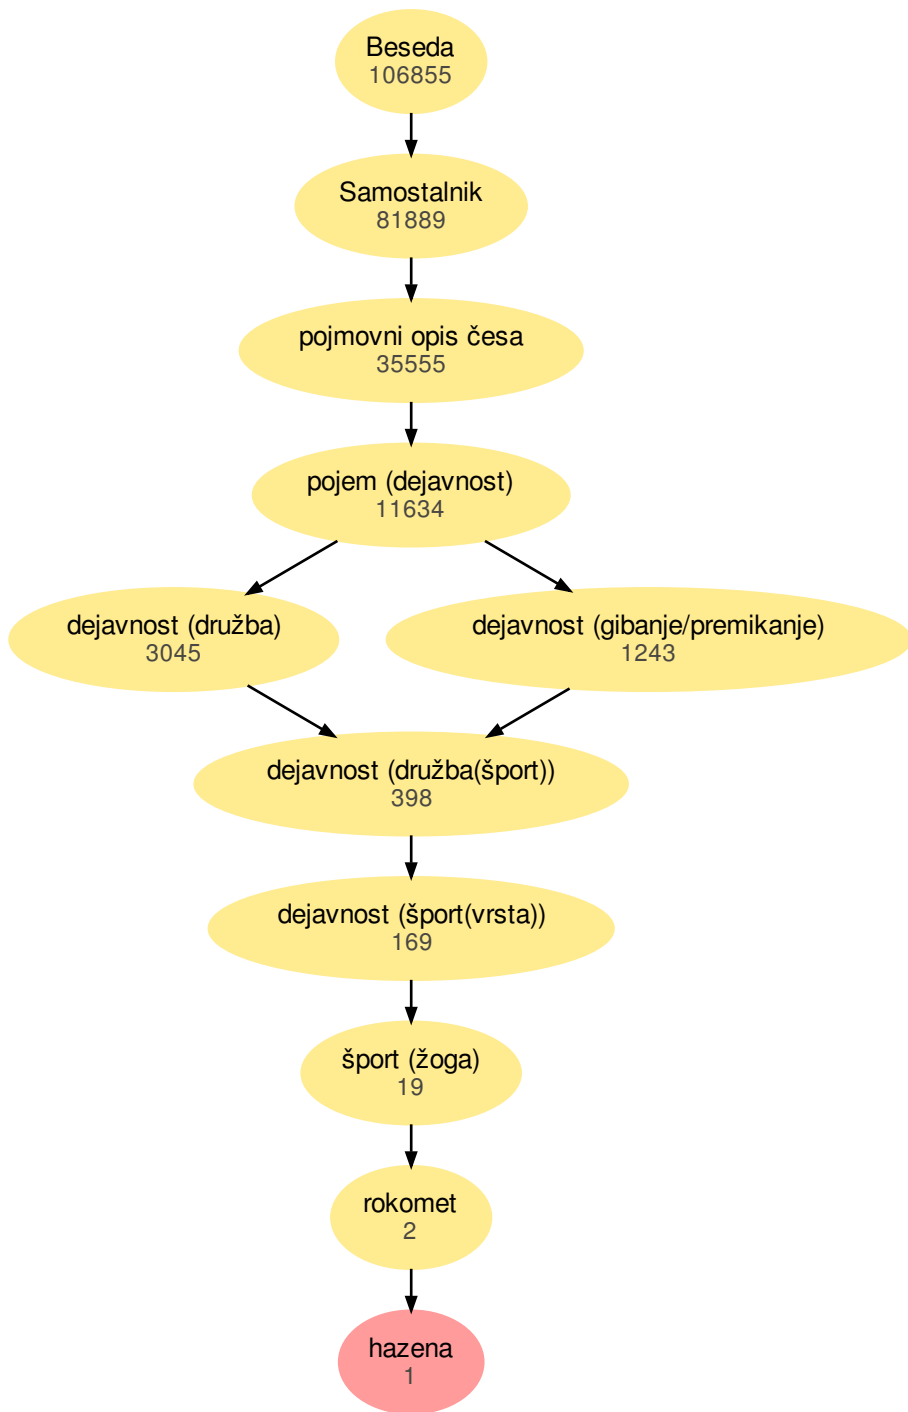 Beseda
106855
Samostalnik
81889
pojmovni opis česa
35555
pojem (dejavnost)
11634
dejavnost (družba)
3045
dejavnost (gibanje/premikanje)
1243
dejavnost (družba(šport))
398
dejavnost (šport(vrsta))
169
šport (žoga)
19
rokomet
2
hazena
1